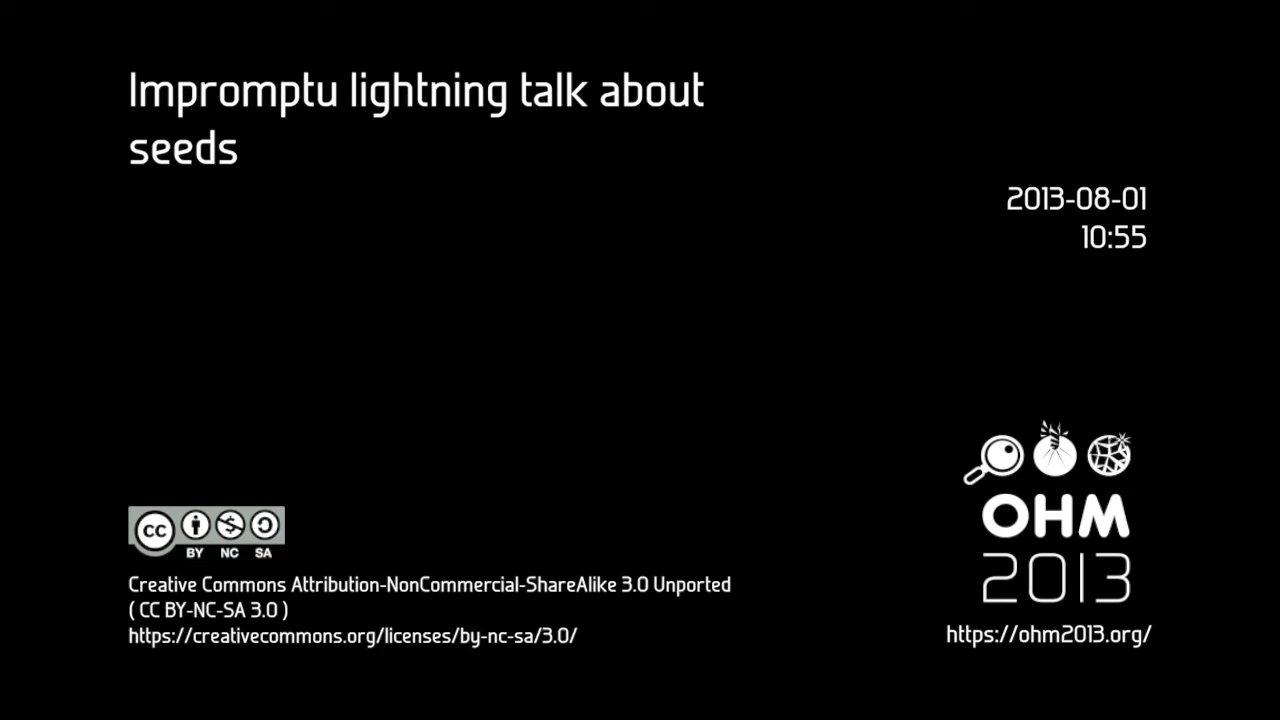 Impromptu lightning talk about
seeds
2013-08-01
10:55
CC
BY NC SA
Creative Commons Attribution-NonCommercial-ShareAlike 3.0 Unported
( CC BY-NC-SA 3.0 )
https://creativecommons.org/licenses/by-nc-sa/3.0/
OHM
2013
https://ohm2013.org/